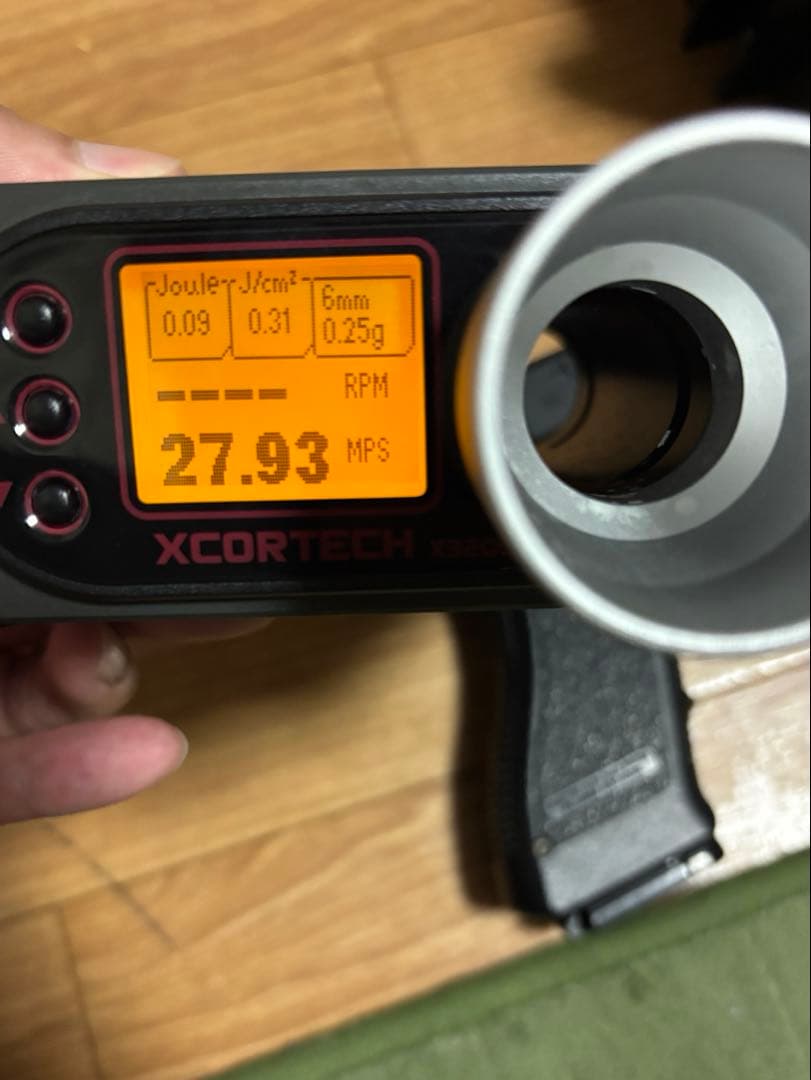 Joule J/cm² 6mm
0.09 0.31 0.25g
---- RPM
27.93 MPS
XCORTECH